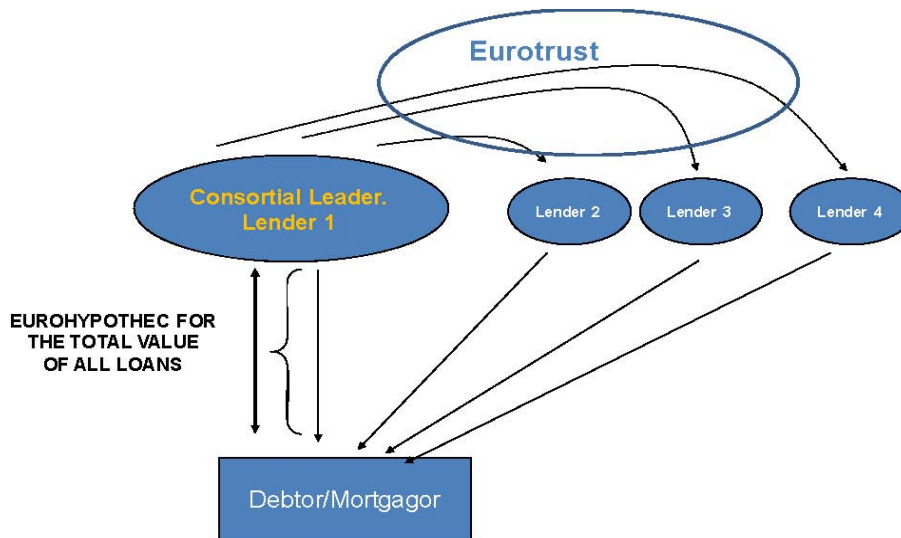 Eurotrust
Consortial Leader.
Lender 1
Lender 2
Lender 3
Lender 4
EUROHYPOTHEC FOR
THE TOTAL VALUE
OF ALL LOANS
Debtor/Mortgagor